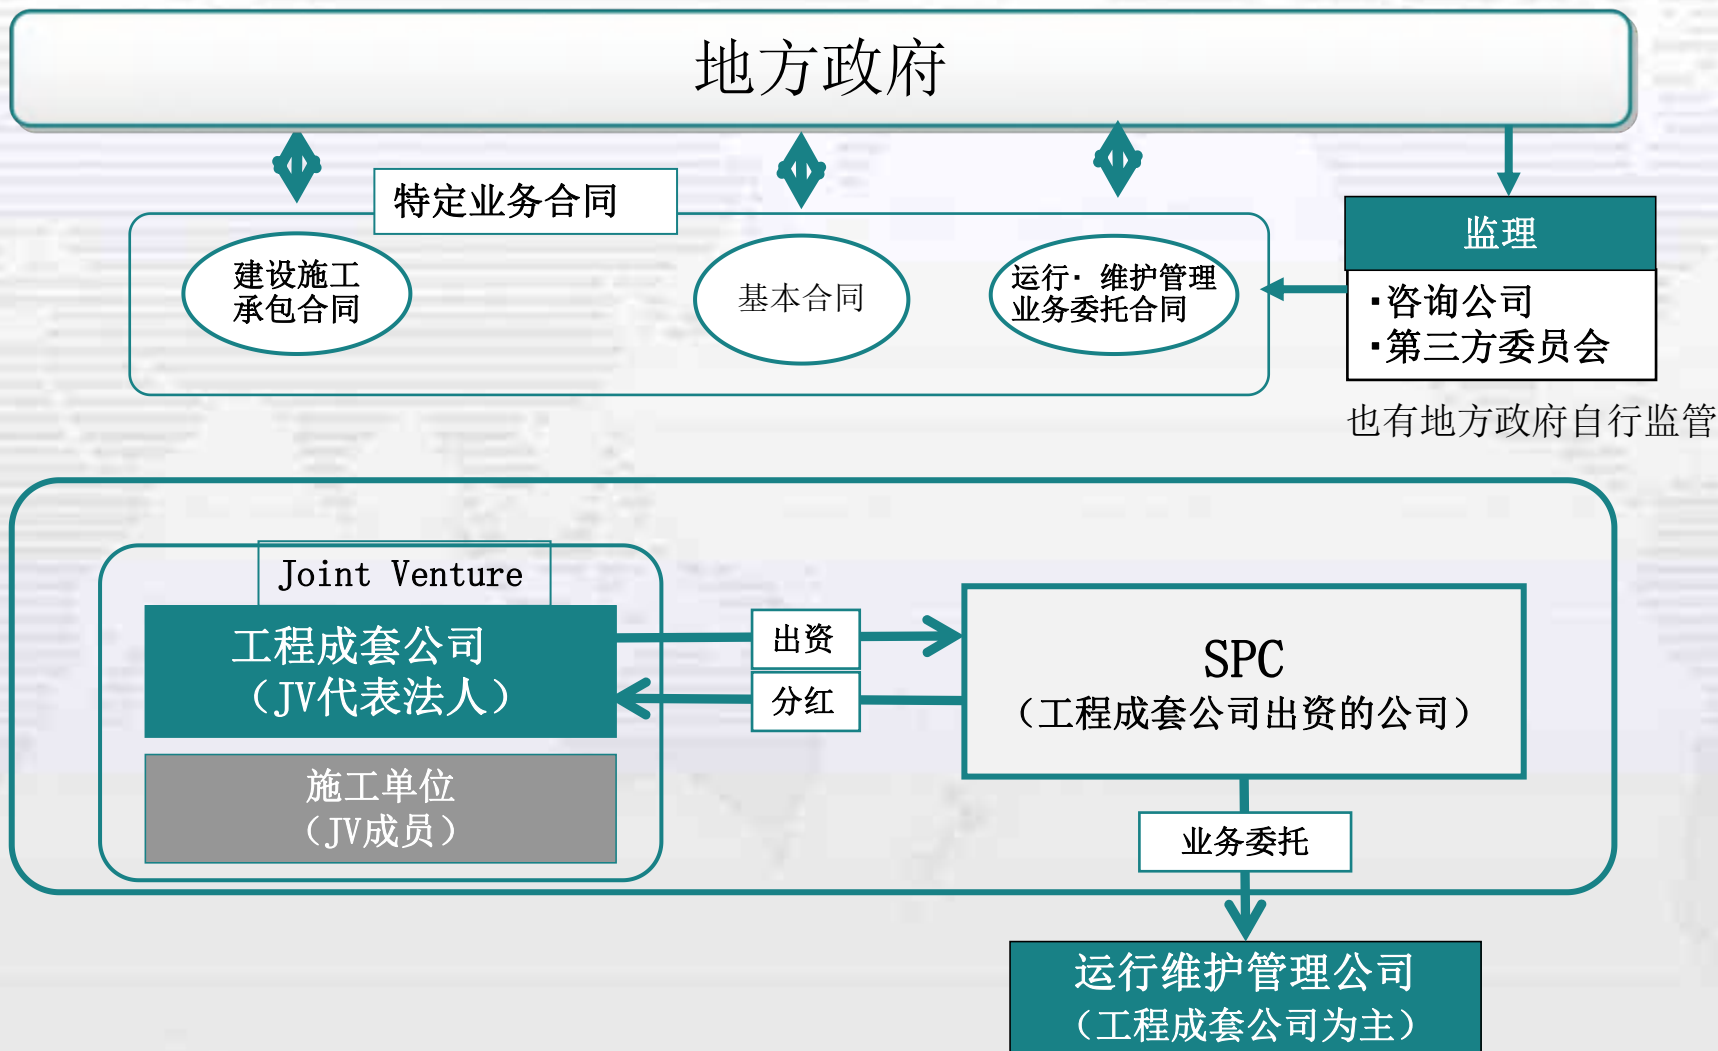 地方政府
特定业务合同
建设施工
承包合同
基本合同
运行·维护管理
业务委托合同
监理
·咨询公司
·第三方委员会
也有地方政府自行监管
Joint Venture
工程成套公司
（JV代表法人）
施工单位
（JV成员）
出资
分红
SPC
（工程成套公司出资的公司）
业务委托
运行维护管理公司
（工程成套公司为主）